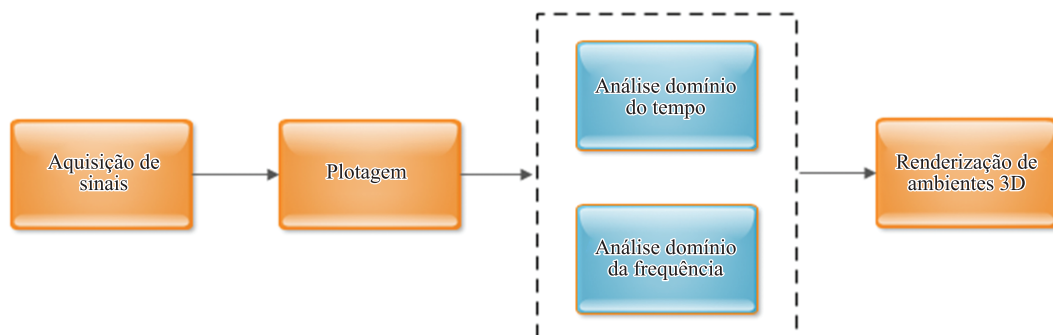 Aquisição de
sinais
Plotagem
Análise domínio
do tempo
Análise domínio
da frequência
Renderização de
ambientes 3D